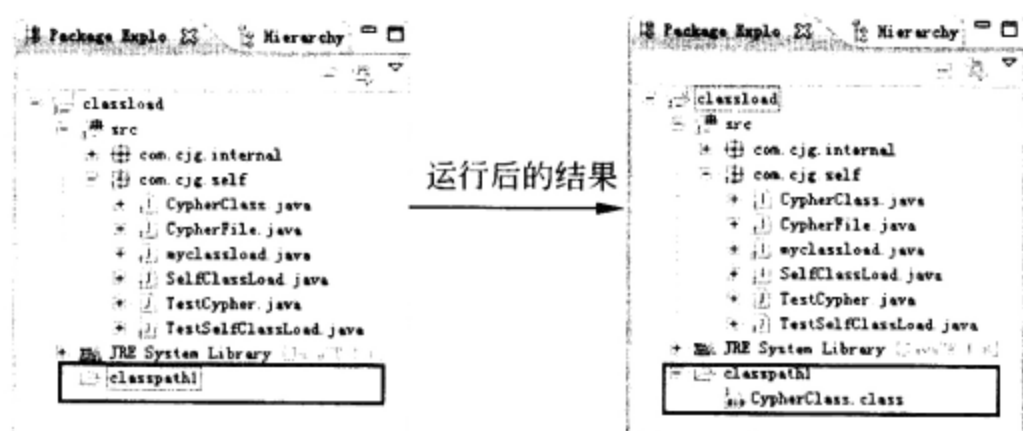 Package Explo
Hierarchy
classload
src
com.cjg.internal
com.cjg.self
CypherClass.java
CypherFile.java
myclassload.java
SelfClassLoad.java
TestCypher.java
TestSelfClassLoad.java
JRE System Library
classpath1
运行后的结果
Package Explo
Hierarchy
classload
src
com.cjg.internal
com.cjg.self
CypherClass.java
CypherFile.java
myclassload.java
SelfClassLoad.java
TestCypher.java
TestSelfClassLoad.java
JRE System Library
classpath1
CypherClass.class